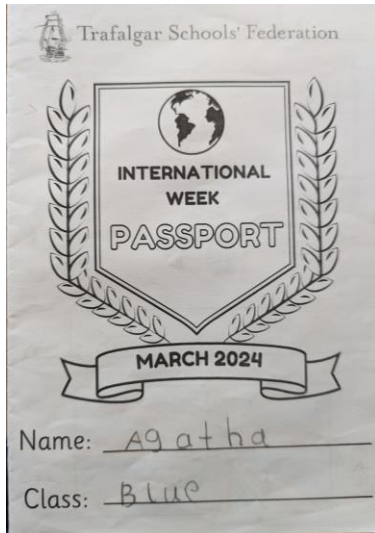 Trafalgar Schools' Federation
INTERNATIONAL
WEEK
PASSPORT
MARCH 2024
Name: Agatha
Class: Blue